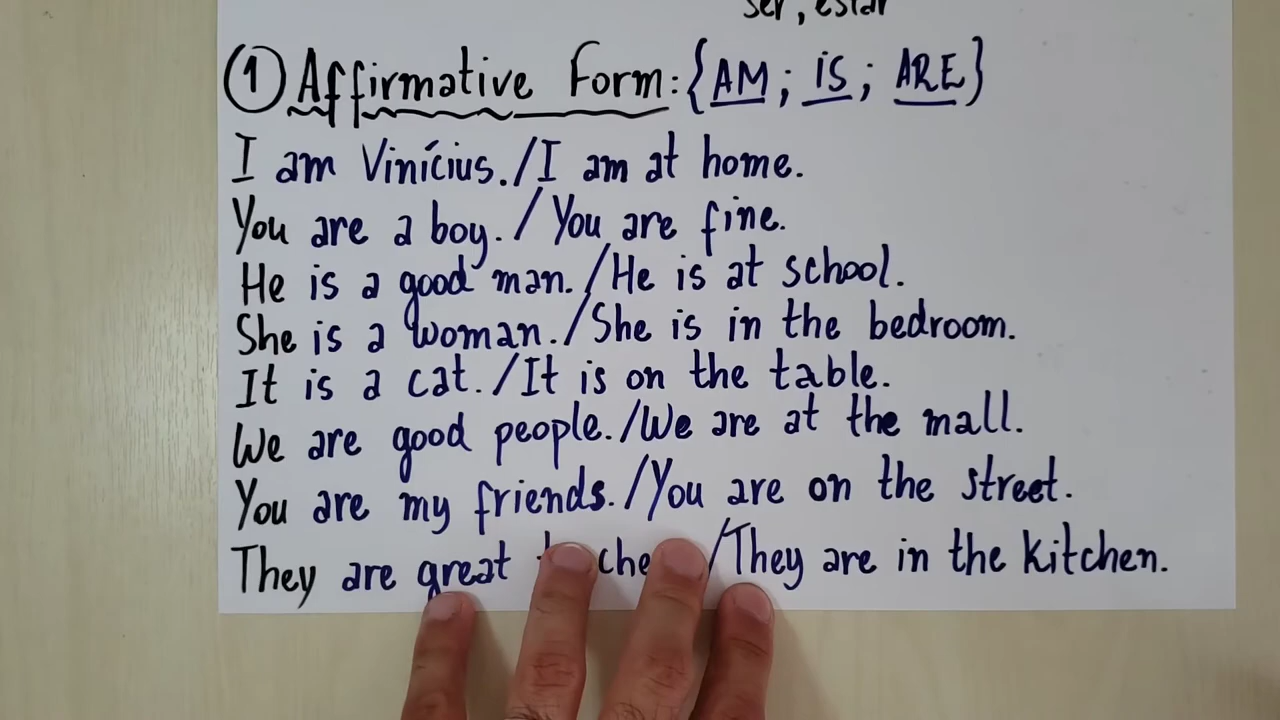 ser, estar
① Affirmative Form: {AM; IS; ARE}
I am Vinícius./I am at home.
You are a boy./You are fine.
He is a good man./He is at school.
She is a woman./She is in the bedroom.
It is a cat./It is on the table.
We are good people./We are at the mall.
You are my friends./You are on the street.
They are great /They are in the kitchen.